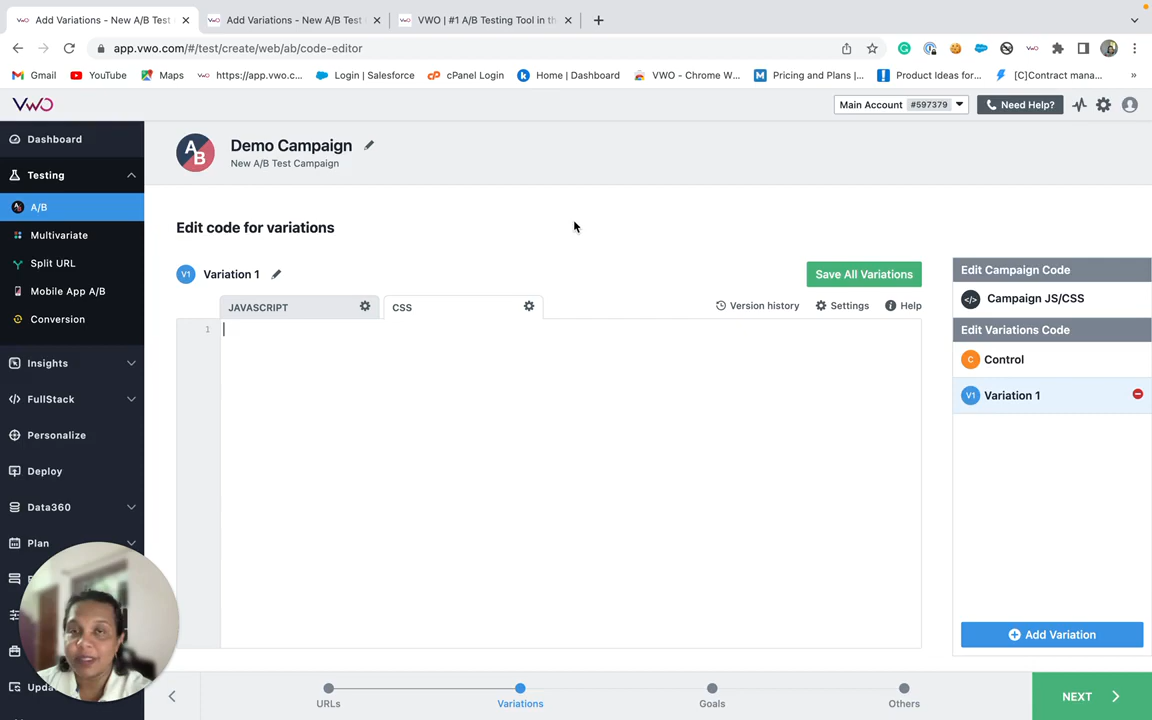 Add Variations - New A/B Test
Add Variations - New A/B Test
VWO | #1 A/B Testing Tool in th
app.vwo.com/#/test/create/web/ab/code-editor
Gmail
YouTube
Maps
https://app.vwo.c...
Login | Salesforce
cPanel Login
Home | Dashboard
VWO - Chrome W...
Pricing and Plans |...
Product Ideas for...
[C]Contract mana...
VWO
Main Account #597379
Need Help?
Dashboard
Testing
A/B
Multivariate
Split URL
Mobile App A/B
Conversion
Insights
FullStack
Personalize
Deploy
Data360
Plan
AB
Demo Campaign
New A/B Test Campaign
Edit code for variations
V1 Variation 1
Save All Variations
JAVASCRIPT
CSS
Version history
Settings
Help
1
Edit Campaign Code
Campaign JS/CSS
Edit Variations Code
C Control
V1 Variation 1
Add Variation
URLs
Variations
Goals
Others
NEXT